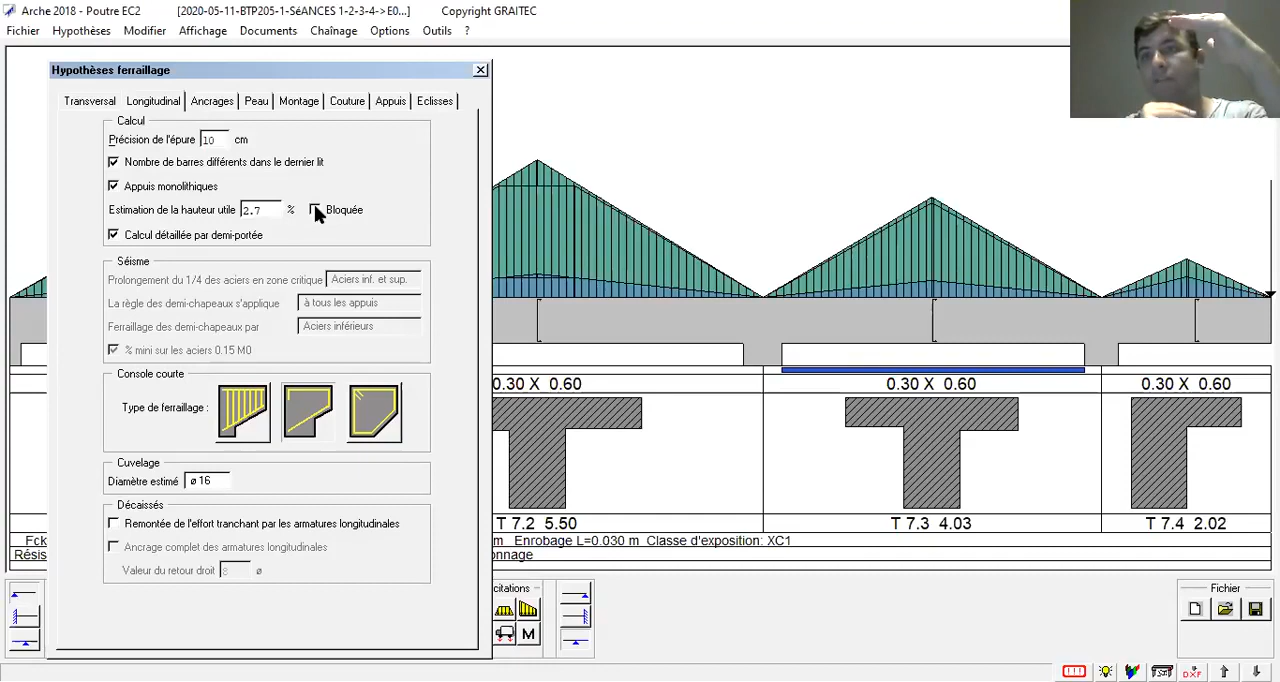 Arche 2018 - Poutre EC2 [2020-05-11-BTP205-1-SéANCES 1-2-3-4->E0...] Copyright GRAITEC
Fichier Hypothèses Modifier Affichage Documents Chaînage Options Outils ?
Hypothèses ferraillage
Transversal Longitudinal Ancrages Peau Montage Couture Appuis Eclisses
Calcul
Précision de l'épure 10 cm
Nombre de barres différents dans le dernier lit
Appuis monolithiques
Estimation de la hauteur utile 2.7 % Bloquée
Calcul détaillée par demi-portée
Séisme
Prolongement du 1/4 des aciers en zone critique Aciers inf. et sup.
La règle des demi-chapeaux s'applique à tous les appuis
Ferraillage des demi-chapeaux par Aciers inférieurs
% mini sur les aciers 0.15 M0
Console courte
Type de ferraillage :
Cuvelage
Diamètre estimé ø16
Décaissés
Remontée de l'effort tranchant par les armatures longitudinales
Ancrage complet des armatures longitudinales
Valeur du retour droit 8 ø
0.30 X 0.60 0.30 X 0.60 0.30 X 0.60
T 7.2 5.50 T 7.3 4.03 T 7.4 2.02
Fck
m Enrobage L=0.030 m Classe d'exposition: XC1
Résis
onnage
citations
M
Fichier
DXF